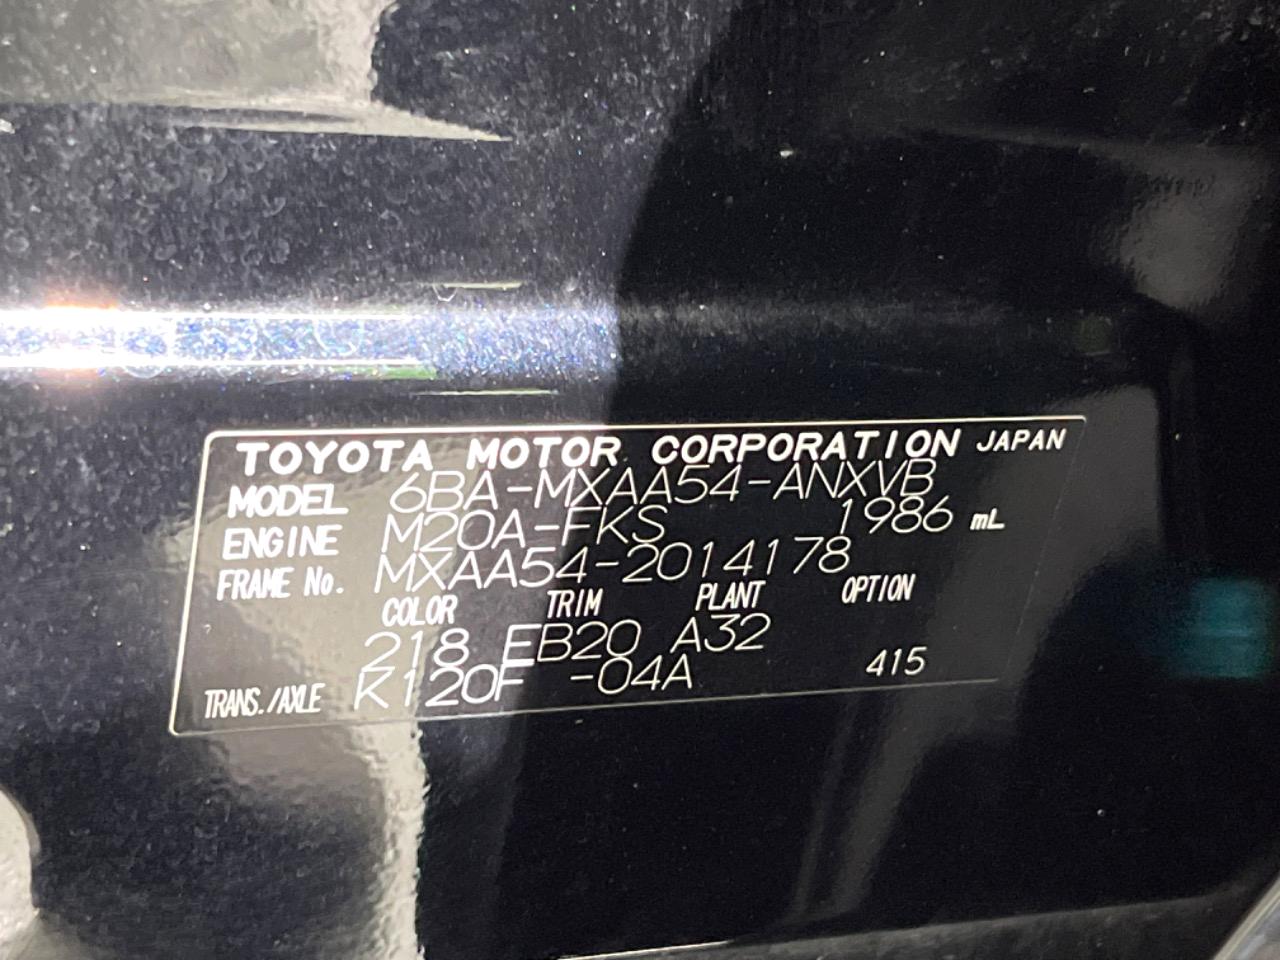 TOYOTA MOTOR CORPORATION JAPAN
MODEL 6BA-MXAA54-ANXVB
ENGINE M20A-FKS 1986 mL
FRAME No. MXAA54-2014178
COLOR TRIM PLANT OPTION
218 EB20 A32
TRANS./AXLE K120F -04A 415